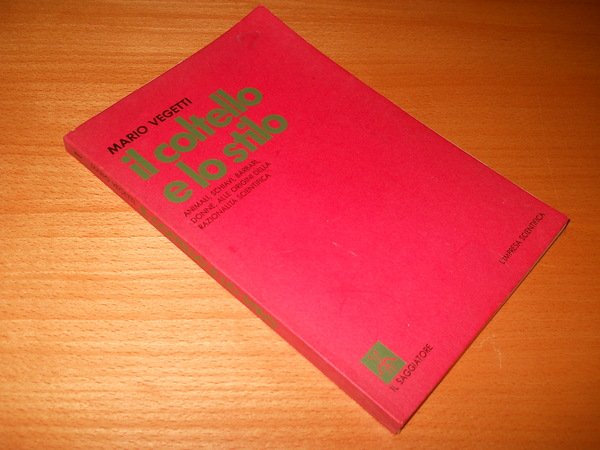 MARIO VEGETTI
il coltello
e lo stilo
ANIMALI, SCHIAVI, BARBARI,
DONNE, ALLE ORIGINI DELLA
RAZIONALITÀ SCIENTIFICA
L'IMPRESA SCIENTIFICA
IL SAGGIATORE